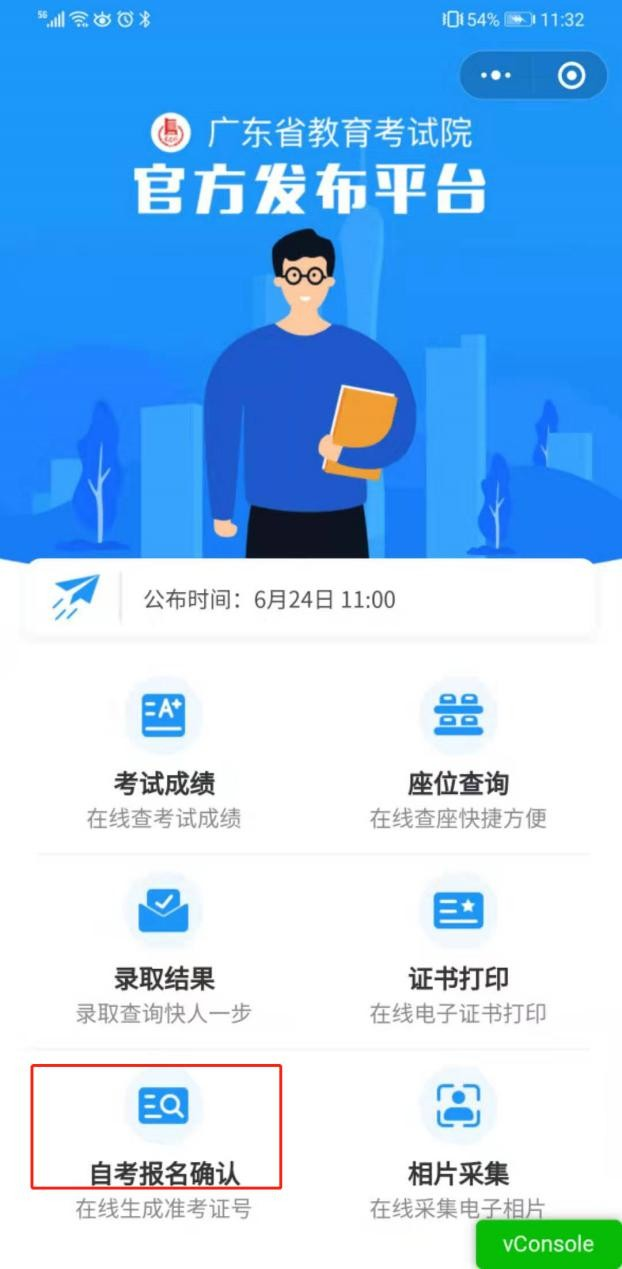 5G 54% 11:32
广东省教育考试院
官方发布平台
公布时间：6月24日 11:00
考试成绩 座位查询
在线查考试成绩 在线查座快捷方便
录取结果 证书打印
录取查询快人一步 在线电子证书打印
自考报名确认 相片采集
在线生成准考证号 在线采集电子相片
vConsole